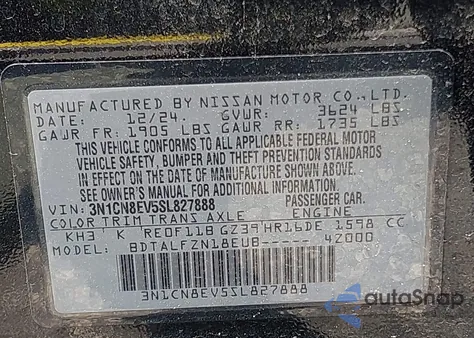 MANUFACTURED BY NISSAN MOTOR CO., LTD.
DATE: 12/24. GVWR: 3624 LBS
GAWR FR: 1905 LBS GAWR RR: 1735 LBS
THIS VEHICLE CONFORMS TO ALL APPLICABLE FEDERAL MOTOR
VEHICLE SAFETY, BUMPER AND THEFT PREVENTION STANDARDS
IN EFFECT ON THE DATE OF MANUFACTURE SHOWN ABOVE.
SEE OWNER'S MANUAL FOR ADDITIONAL INFORMATION
VIN: 3N1CN8EV5SL827888 PASSENGER CAR.
COLOR TRIM TRANS AXLE ENGINE
KH3 K RE0F11B GZ39 HR16DE 1598 CC
MODEL: BDTALFZN18EUB----- 42000
3N1CN8EV5SL827888
autoSnap